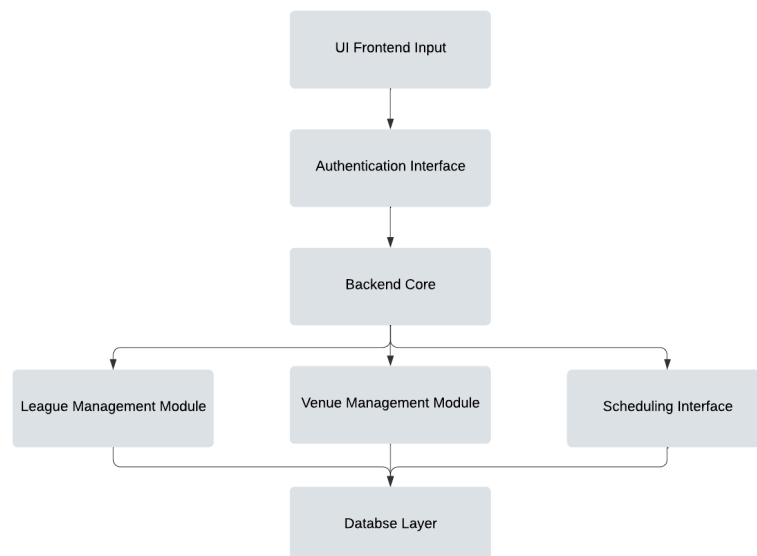 UI Frontend Input
Authentication Interface
Backend Core
League Management Module
Venue Management Module
Scheduling Interface
Databse Layer